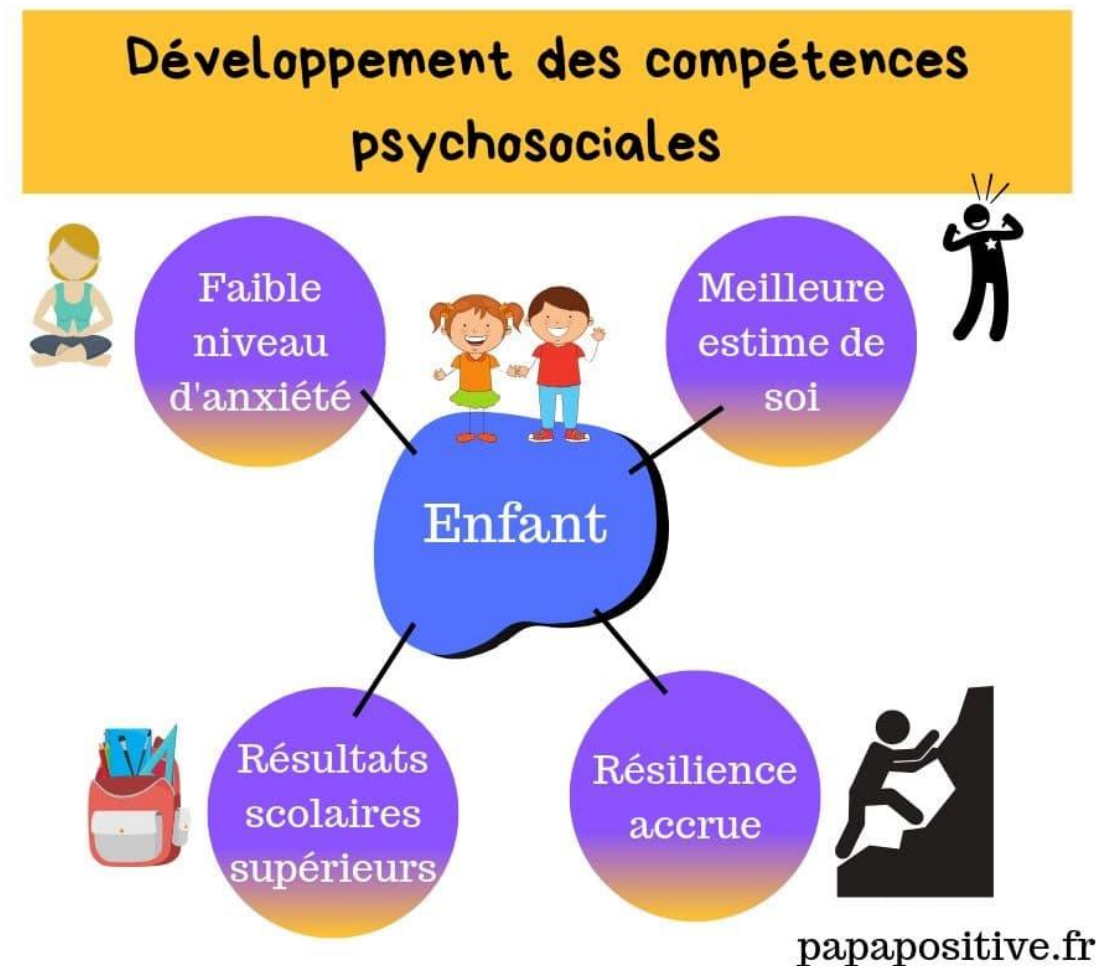 Développement des compétences
psychosociales
Faible
niveau
d'anxiété
Meilleure
estime de
soi
Enfant
Résultats
scolaires
supérieurs
Résilience
accrue
papapositive.fr